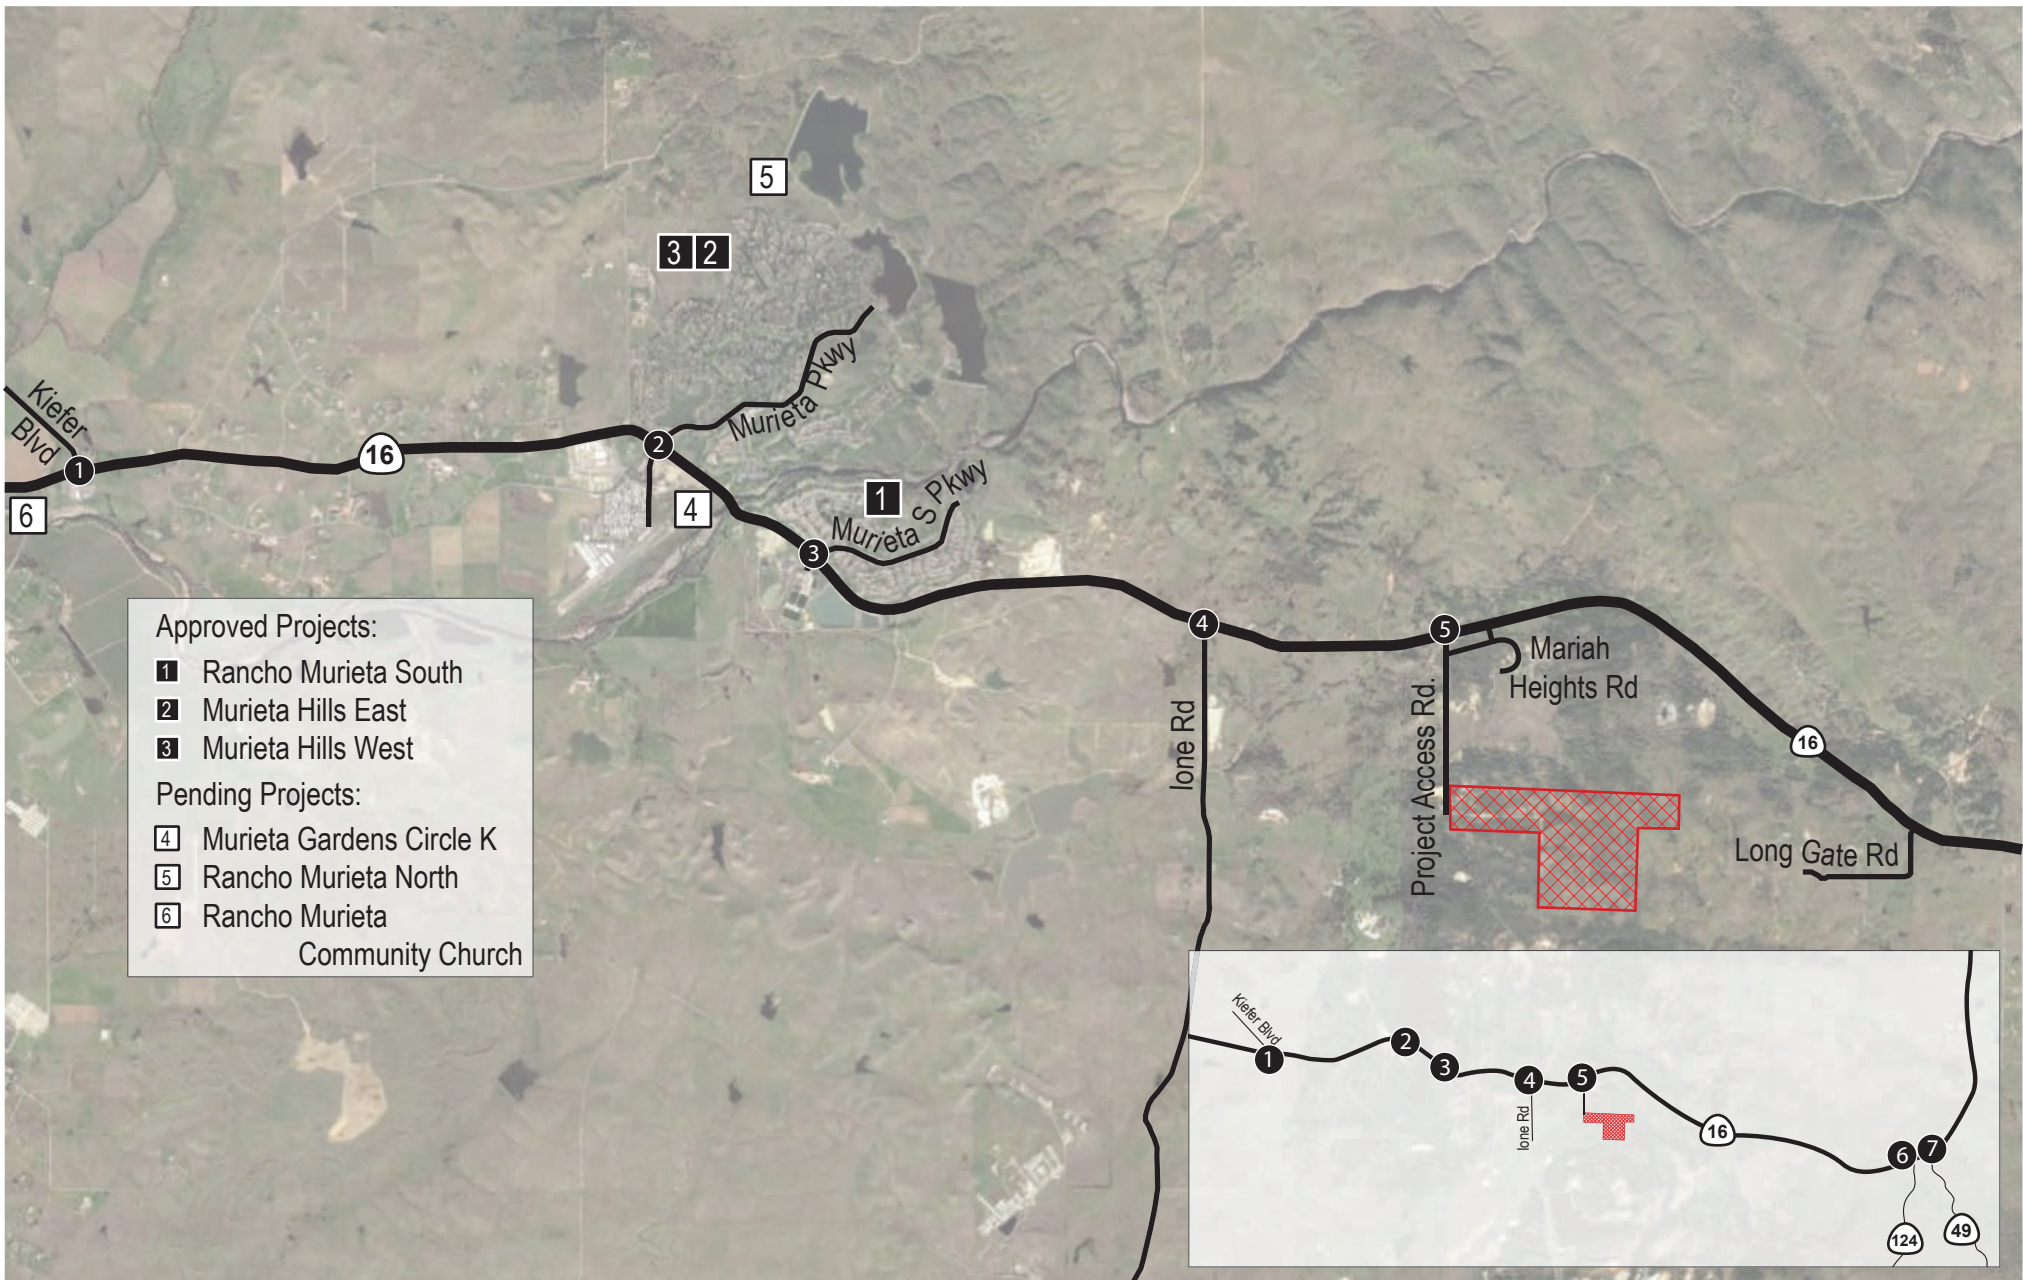 5
3 2
Murieta Pkwy
Kiefer
Blvd
1
16
2
6
4
1
Murieta S Pkwy
3
4
5
Mariah
Heights Rd
Ione Rd
Project Access Rd.
16
Long Gate Rd
Approved Projects:
1 Rancho Murieta South
2 Murieta Hills East
3 Murieta Hills West
Pending Projects:
4 Murieta Gardens Circle K
5 Rancho Murieta North
6 Rancho Murieta
Community Church
Kiefer Blvd
1
2
3
4
5
Ione Rd
16
6
7
124
49